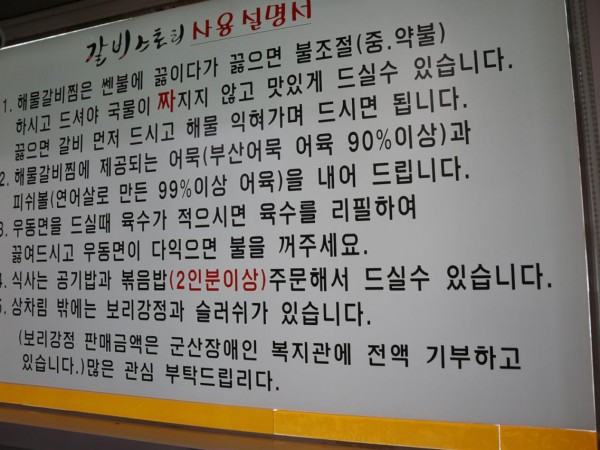 갈비스토리 사용설명서
1. 해물갈비찜은 쎈불에 끓이다가 끓으면 불조절(중.약불)
하시고 드셔야 국물이 짜지지 않고 맛있게 드실수 있습니다.
끓으면 갈비 먼저 드시고 해물 익혀가며 드시면 됩니다.
2. 해물갈비찜에 제공되는 어묵(부산어묵 어육 90%이상)과
피쉬볼(연어살로 만든 99%이상 어육)을 내어 드립니다.
3. 우동면을 드실때 육수가 적으시면 육수를 리필하여
끓여드시고 우동면이 다익으면 불을 꺼주세요.
4. 식사는 공기밥과 볶음밥(2인분이상)주문해서 드실수 있습니다.
5. 상차림 밖에는 보리강정과 슬러쉬가 있습니다.
(보리강정 판매금액은 군산장애인 복지관에 전액 기부하고
있습니다.)많은 관심 부탁드립리다.